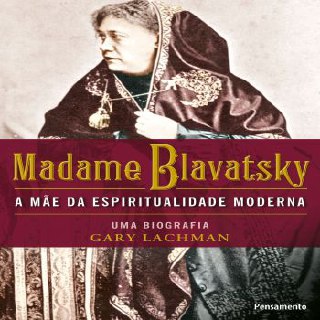 Madame Blavatsky
A MÃE DA ESPIRITUALIDADE MODERNA
UMA BIOGRAFIA
GARY LACHMAN
Pensamento